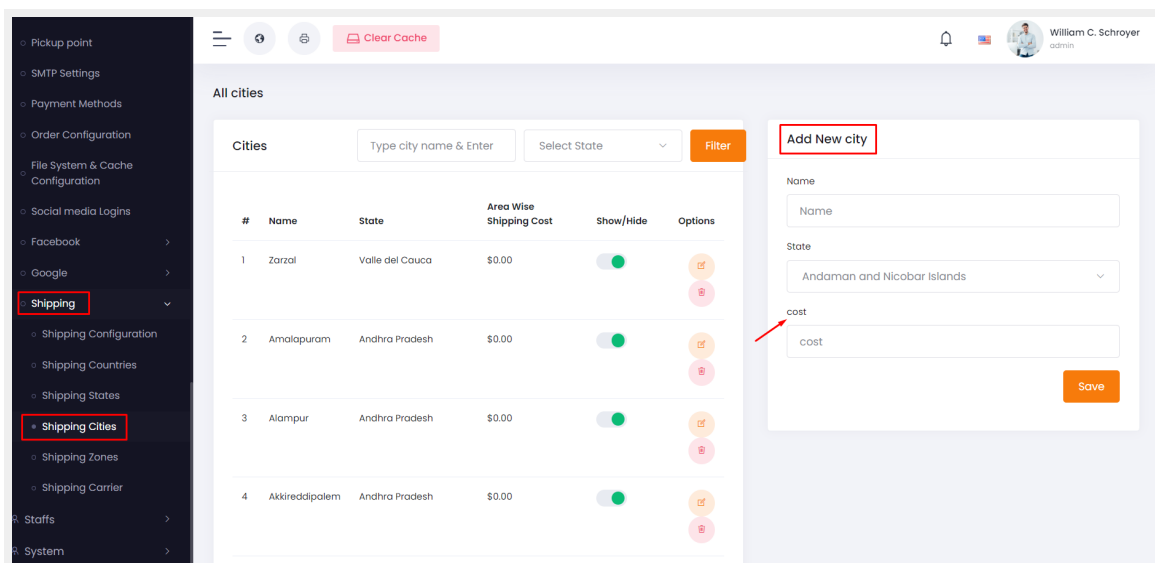 Pickup point
SMTP Settings
Payment Methods
Order Configuration
File System & Cache
Configuration
Social media Logins
Facebook
Google
Shipping
Shipping Configuration
Shipping Countries
Shipping States
Shipping Cities
Shipping Zones
Shipping Carrier
Staffs
System
Clear Cache
William C. Schroyer
admin
All cities
Cities
Type city name & Enter
Select State
Filter
# Name State Area Wise Shipping Cost Show/Hide Options
1 Zarzal Valle del Cauca $0.00
2 Amalapuram Andhra Pradesh $0.00
3 Alampur Andhra Pradesh $0.00
4 Akkireddipalem Andhra Pradesh $0.00
Add New city
Name
Name
State
Andaman and Nicobar Islands
cost
cost
Save